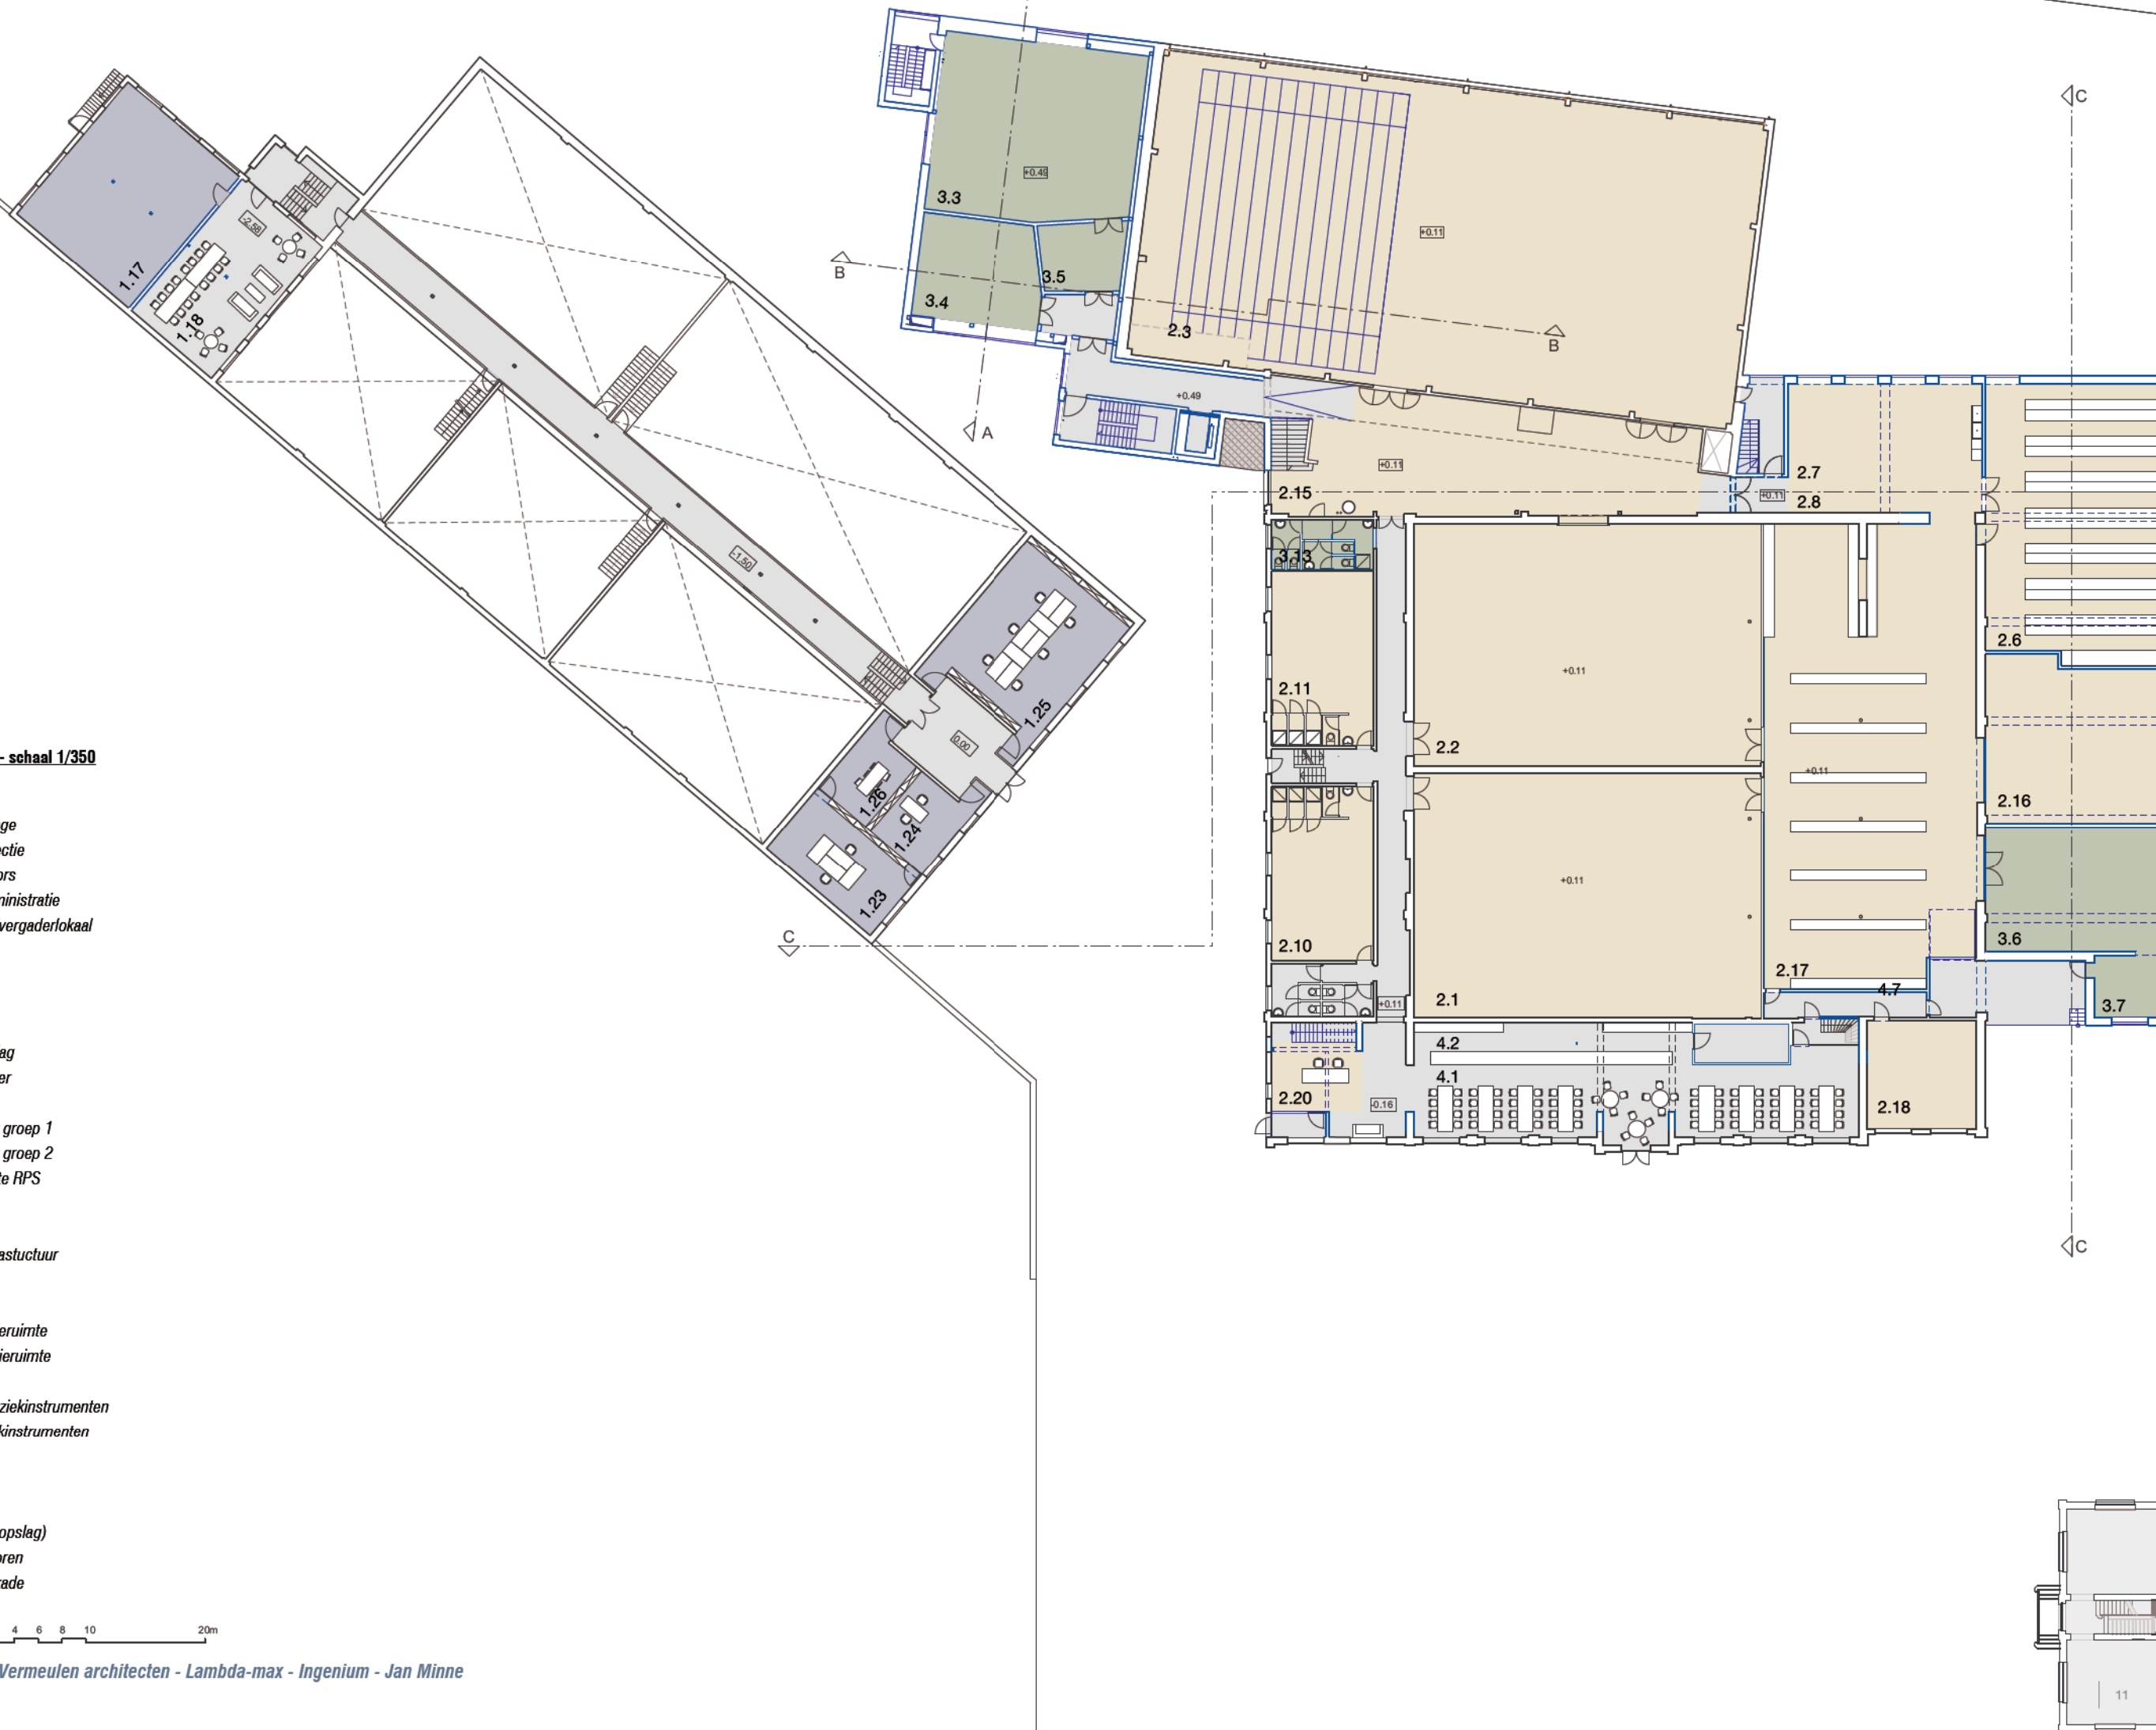 - schaal 1/350
ge
ectie
ors
ministratie
vergaderlokaal
ag
er
groep 1
groep 2
te RPS
astuctuur
eruimte
ieruimte
ziekinstrumenten
kinstrumenten
opslag)
oren
rade
4 6 8 10 20m
Vermeulen architecten - Lambda-max - Ingenium - Jan Minne
1.17
1.18
-2.58
-1.50
0.00
1.25
1.26
1.24
1.23
C
B
A
3.3
+0.49
3.4
3.5
2.3
+0.11
B
+0.49
C
2.15
+0.11
2.7
2.8
+0.11
3.13
2.11
2.2
+0.11
2.6
2.16
+0.11
2.10
+0.11
2.1
+0.11
2.17
4.7
3.6
3.7
4.2
4.1
2.20
-0.16
2.18
C
11